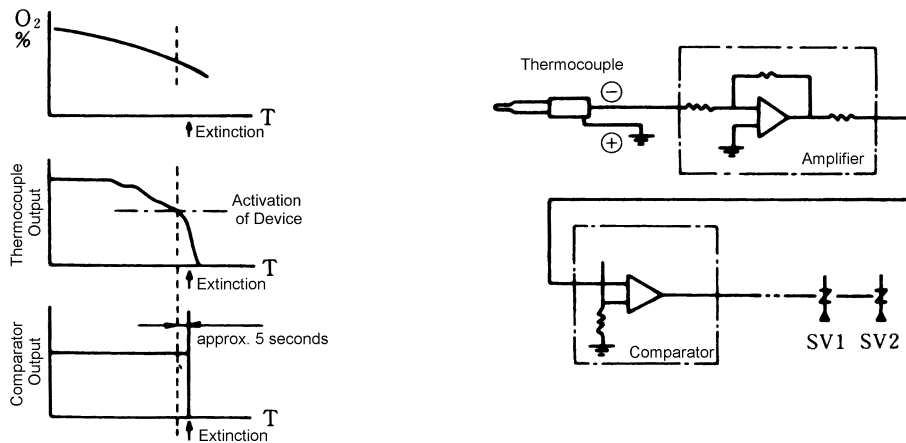 O2
%
T
Extinction
Thermocouple
Output
Activation
of Device
T
Extinction
Comparator
Output
approx. 5 seconds
T
Extinction
Thermocouple
−
+
Amplifier
Comparator
SV1 SV2